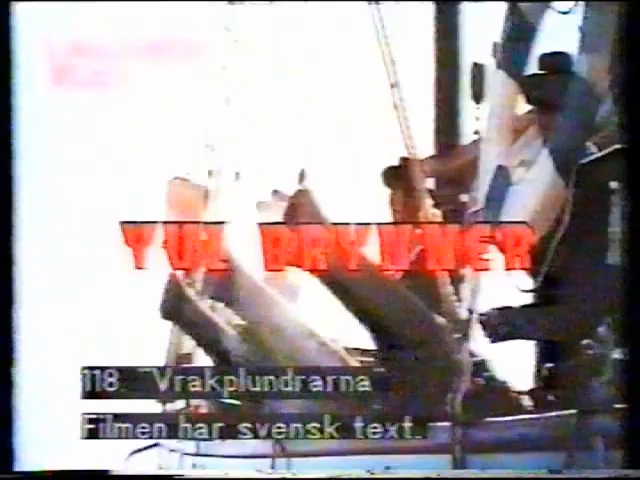 YUL BRYNNER
118 "Vrakplundrarna
Filmen har svensk text.